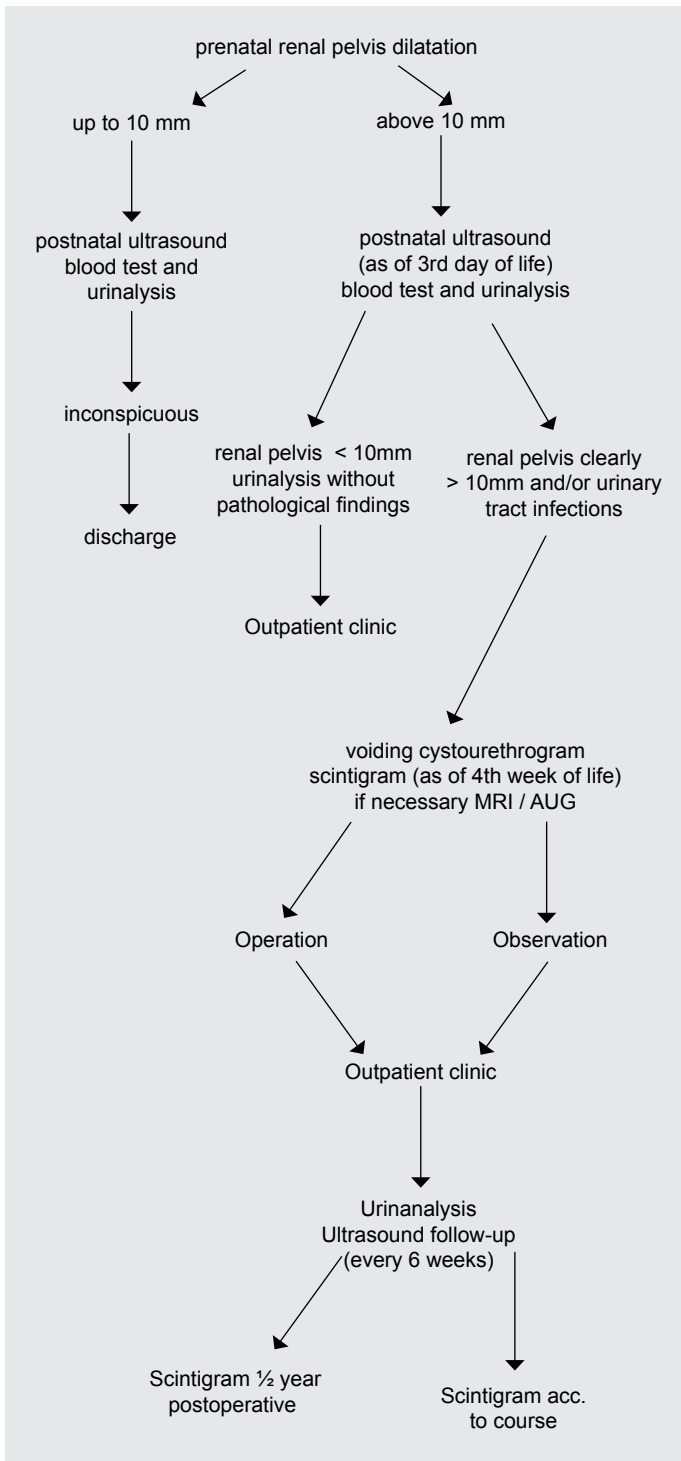 prenatal renal pelvis dilatation
up to 10 mm
above 10 mm
postnatal ultrasound
blood test and
urinalysis
postnatal ultrasound
(as of 3rd day of life)
blood test and urinalysis
inconspicuous
discharge
renal pelvis < 10mm
urinalysis without
pathological findings
renal pelvis clearly
> 10mm and/or urinary
tract infections
Outpatient clinic
voiding cystourethrogram
scintigram (as of 4th week of life)
if necessary MRI / AUG
Operation
Observation
Outpatient clinic
Urinanalysis
Ultrasound follow-up
(every 6 weeks)
Scintigram ½ year
postoperative
Scintigram acc.
to course